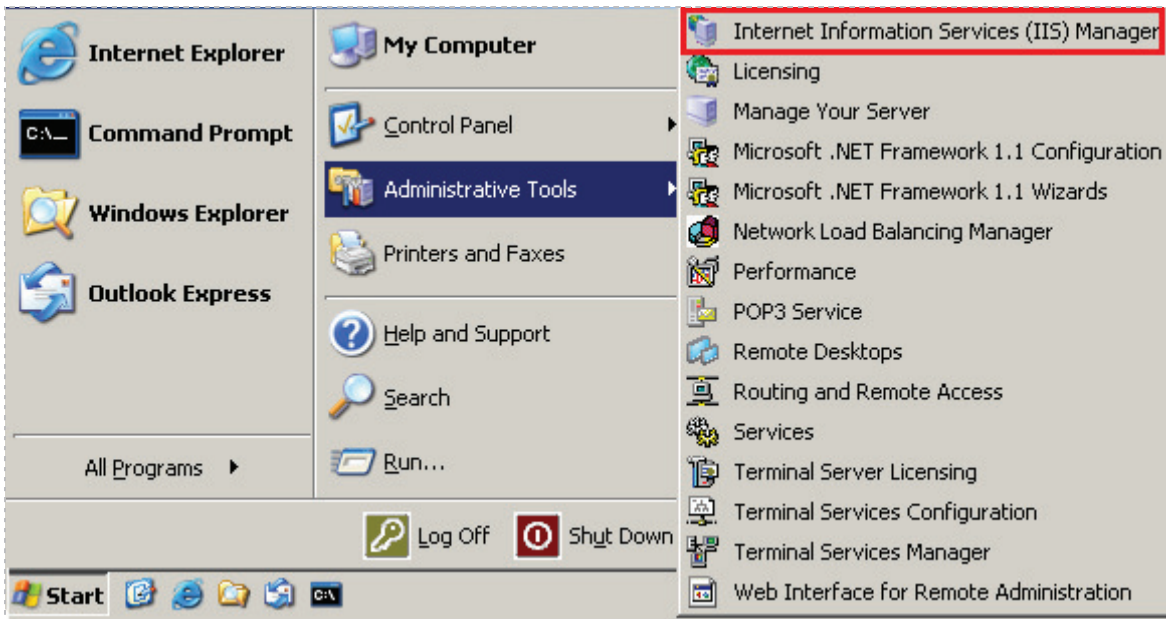 Internet Explorer
Command Prompt
Windows Explorer
Outlook Express
All Programs
My Computer
Control Panel
Administrative Tools
Printers and Faxes
Help and Support
Search
Run...
Internet Information Services (IIS) Manager
Licensing
Manage Your Server
Microsoft .NET Framework 1.1 Configuration
Microsoft .NET Framework 1.1 Wizards
Network Load Balancing Manager
Performance
POP3 Service
Remote Desktops
Routing and Remote Access
Services
Terminal Server Licensing
Terminal Services Configuration
Terminal Services Manager
Web Interface for Remote Administration
Log Off
Shut Down
Start
C:\_
C:\